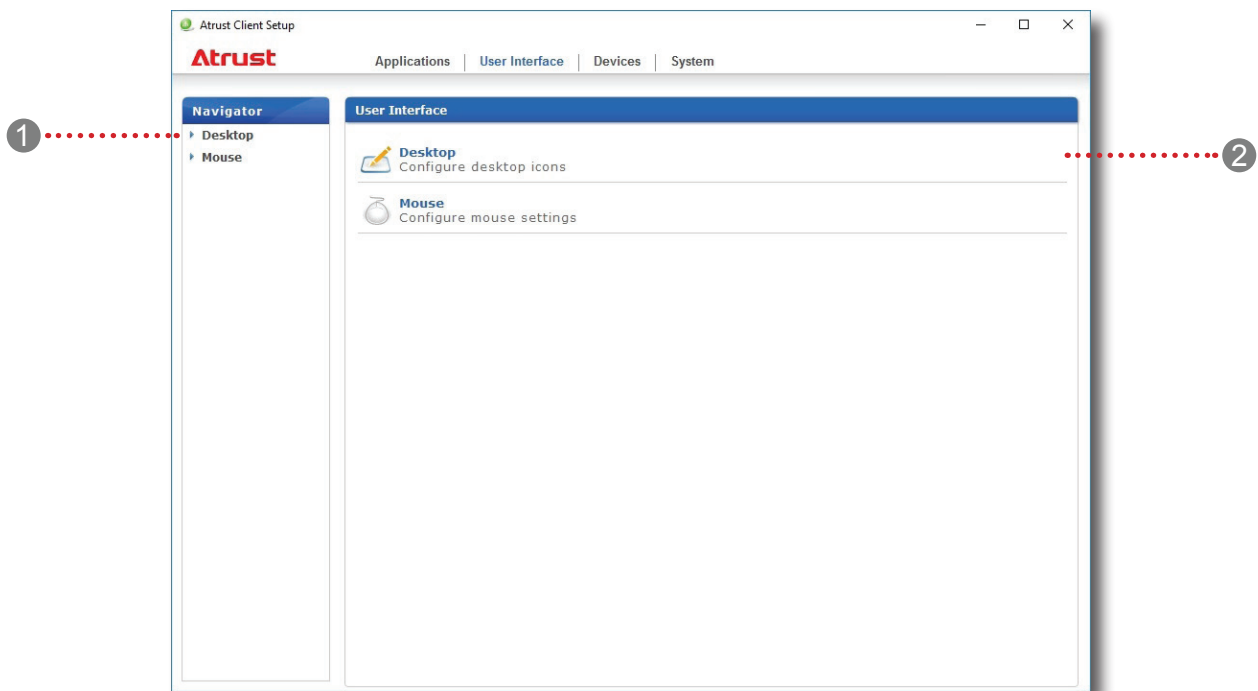 Atrust Client Setup
Atrust
Applications | User Interface | Devices | System
Navigator
Desktop
Mouse
User Interface
Desktop
Configure desktop icons
Mouse
Configure mouse settings
1
2